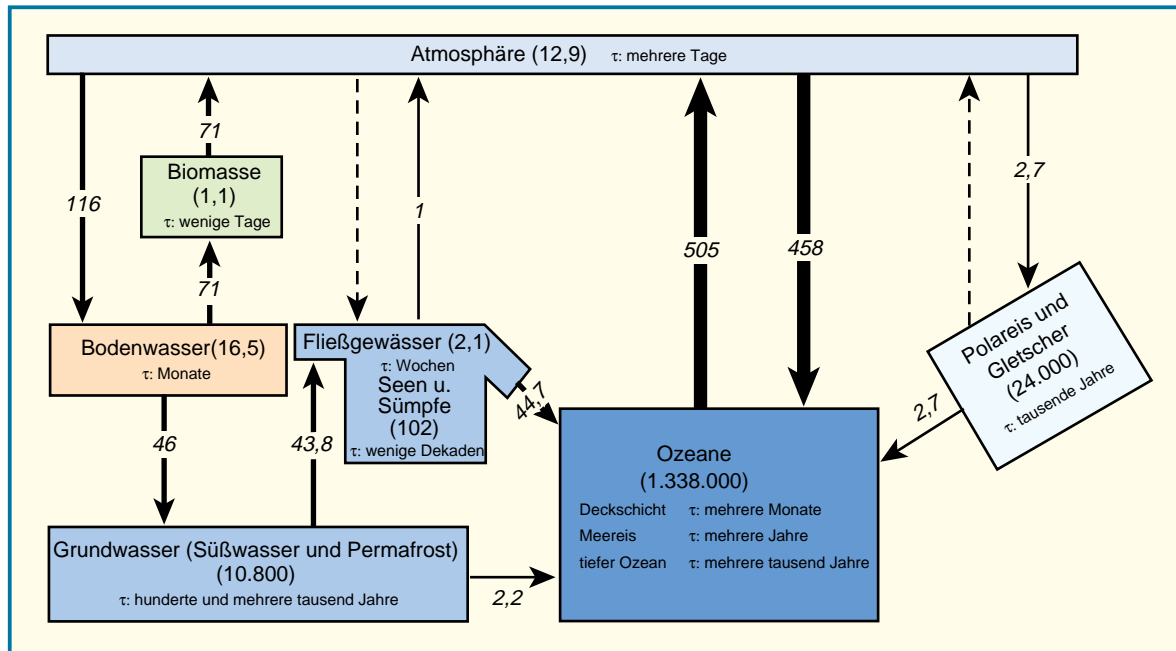 Atmosphäre (12,9) τ: mehrere Tage
116
71
Biomasse
(1,1)
τ: wenige Tage
71
Bodenwasser(16,5)
τ: Monate
46
43,8
1
Fließgewässer (2,1)
τ: Wochen
Seen u.
Sümpfe
(102)
τ: wenige Dekaden
44,7
Grundwasser (Süßwasser und Permafrost)
(10.800)
τ: hunderte und mehrere tausend Jahre
2,2
505
458
Ozeane
(1.338.000)
Deckschicht τ: mehrere Monate
Meereis τ: mehrere Jahre
tiefer Ozean τ: mehrere tausend Jahre
2,7
Polareis und
Gletscher
(24.000)
τ: tausende Jahre
2,7